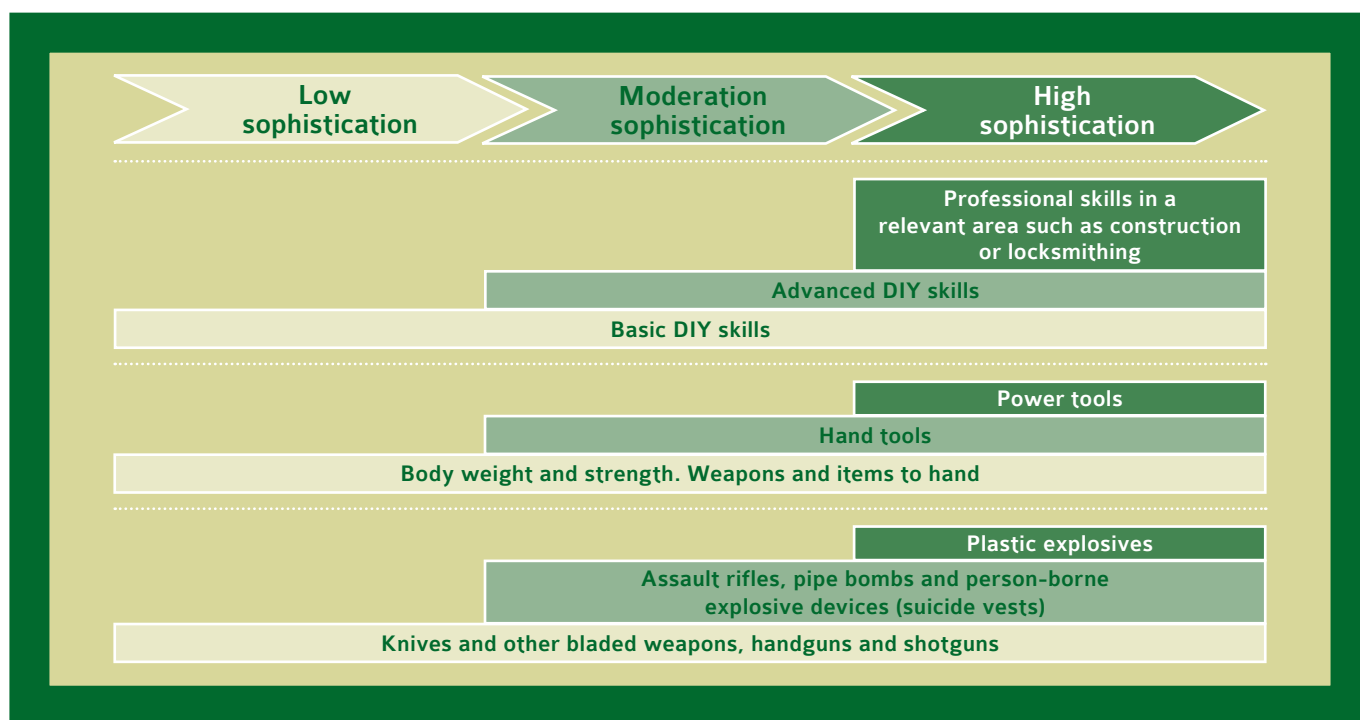 Low
sophistication
Moderation
sophistication
High
sophistication
Professional skills in a
relevant area such as construction
or locksmithing
Advanced DIY skills
Basic DIY skills
Power tools
Hand tools
Body weight and strength. Weapons and items to hand
Plastic explosives
Assault rifles, pipe bombs and person-borne
explosive devices (suicide vests)
Knives and other bladed weapons, handguns and shotguns